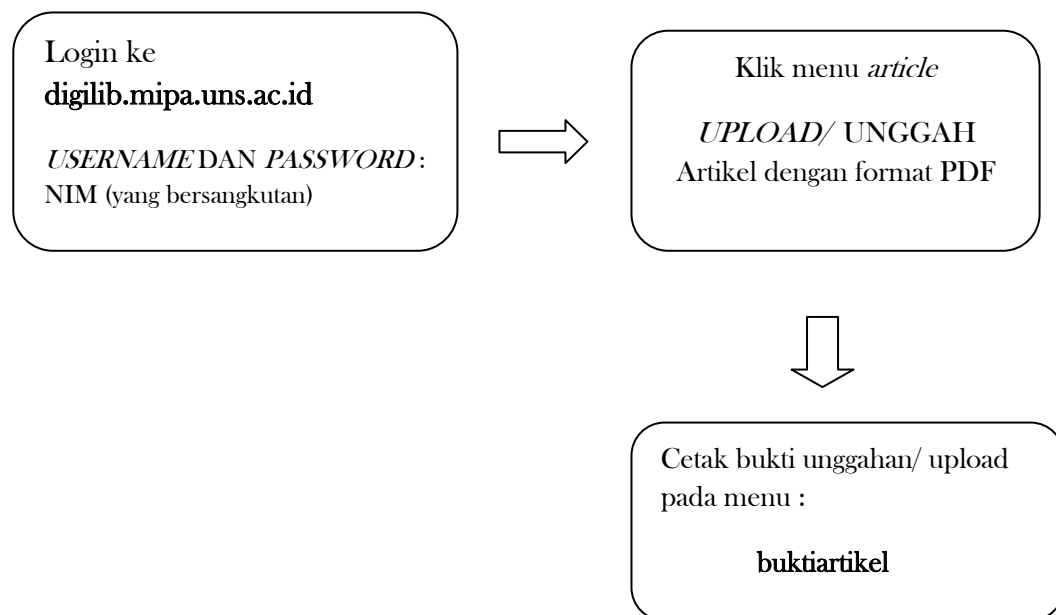 Login ke
digilib.mipa.uns.ac.id
USERNAME DAN PASSWORD :
NIM (yang bersangkutan)
Klik menu article
UPLOAD/ UNGGAH
Artikel dengan format PDF
Cetak bukti unggahan/ upload
pada menu :
buktiartikel